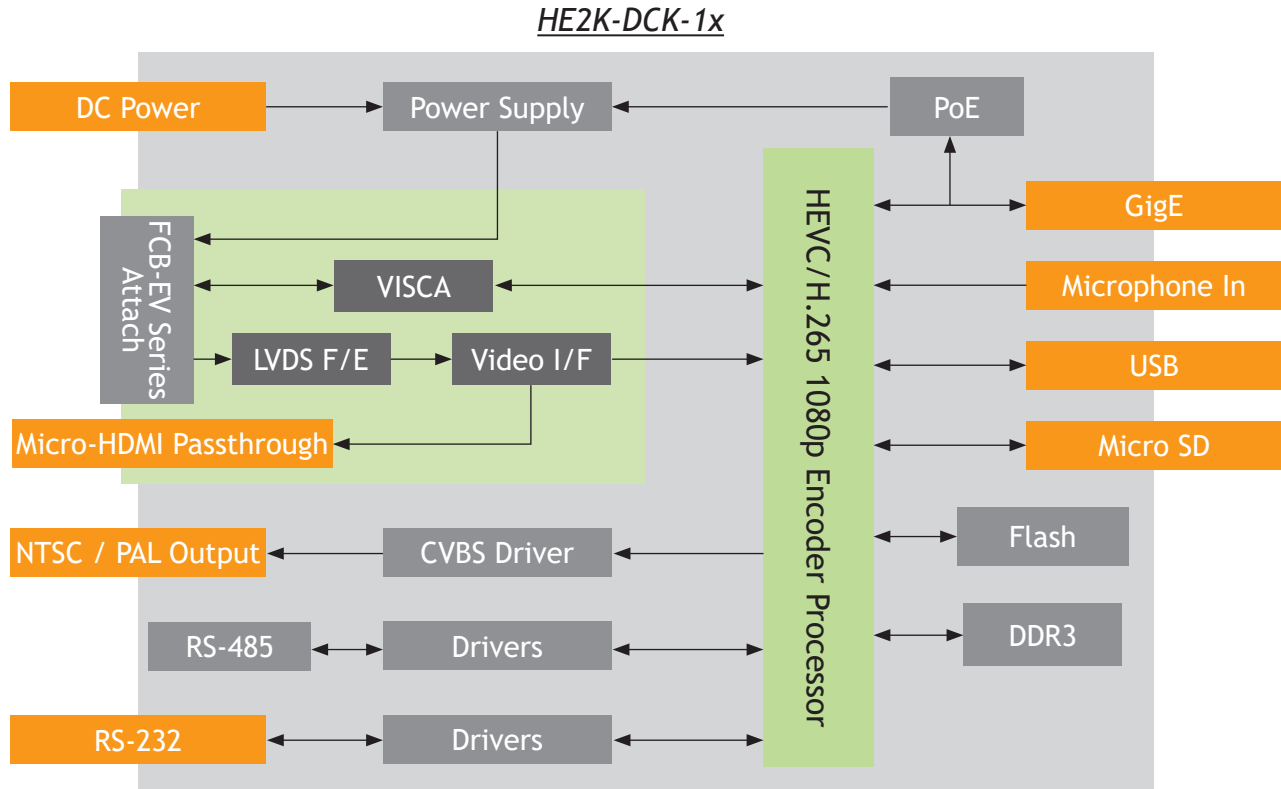 HE2K-DCK-1x
DC Power
Power Supply
PoE
GigE
FCB-EV Series
Attach
VISCA
Microphone In
LVDS F/E
Video I/F
USB
Micro-HDMI Passthrough
Micro SD
HEVC/H.265 1080p Encoder Processor
NTSC / PAL Output
CVBS Driver
Flash
RS-485
Drivers
DDR3
RS-232
Drivers